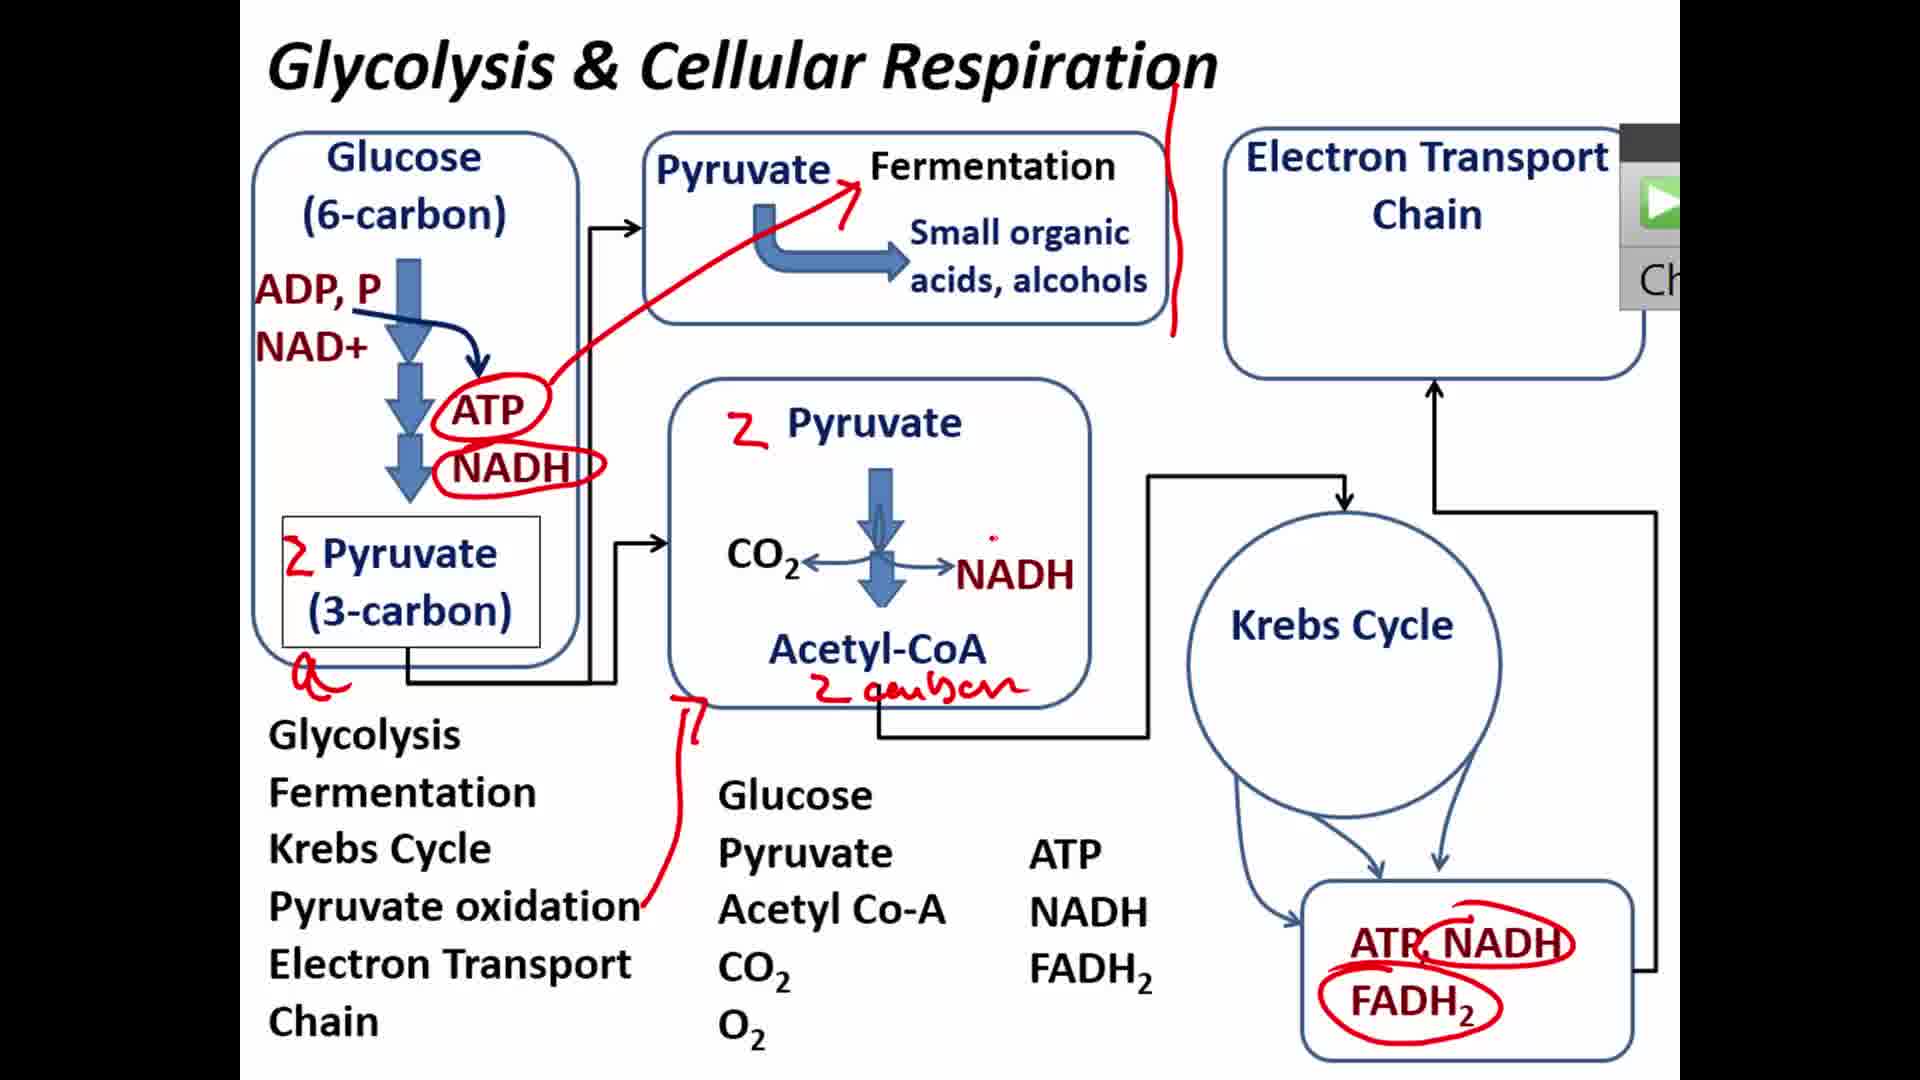 Glycolysis & Cellular Respiration
Glucose
(6-carbon)
ADP, P
NAD+
ATP
NADH
2 Pyruvate
(3-carbon)
Pyruvate
Fermentation
Small organic
acids, alcohols
2 Pyruvate
CO2
NADH
Acetyl-CoA
2 carbon
Electron Transport
Chain
Ch
Krebs Cycle
ATP, NADH
FADH2
Glycolysis
Fermentation
Krebs Cycle
Pyruvate oxidation
Electron Transport
Chain
Glucose
Pyruvate
Acetyl Co-A
CO2
O2
ATP
NADH
FADH2